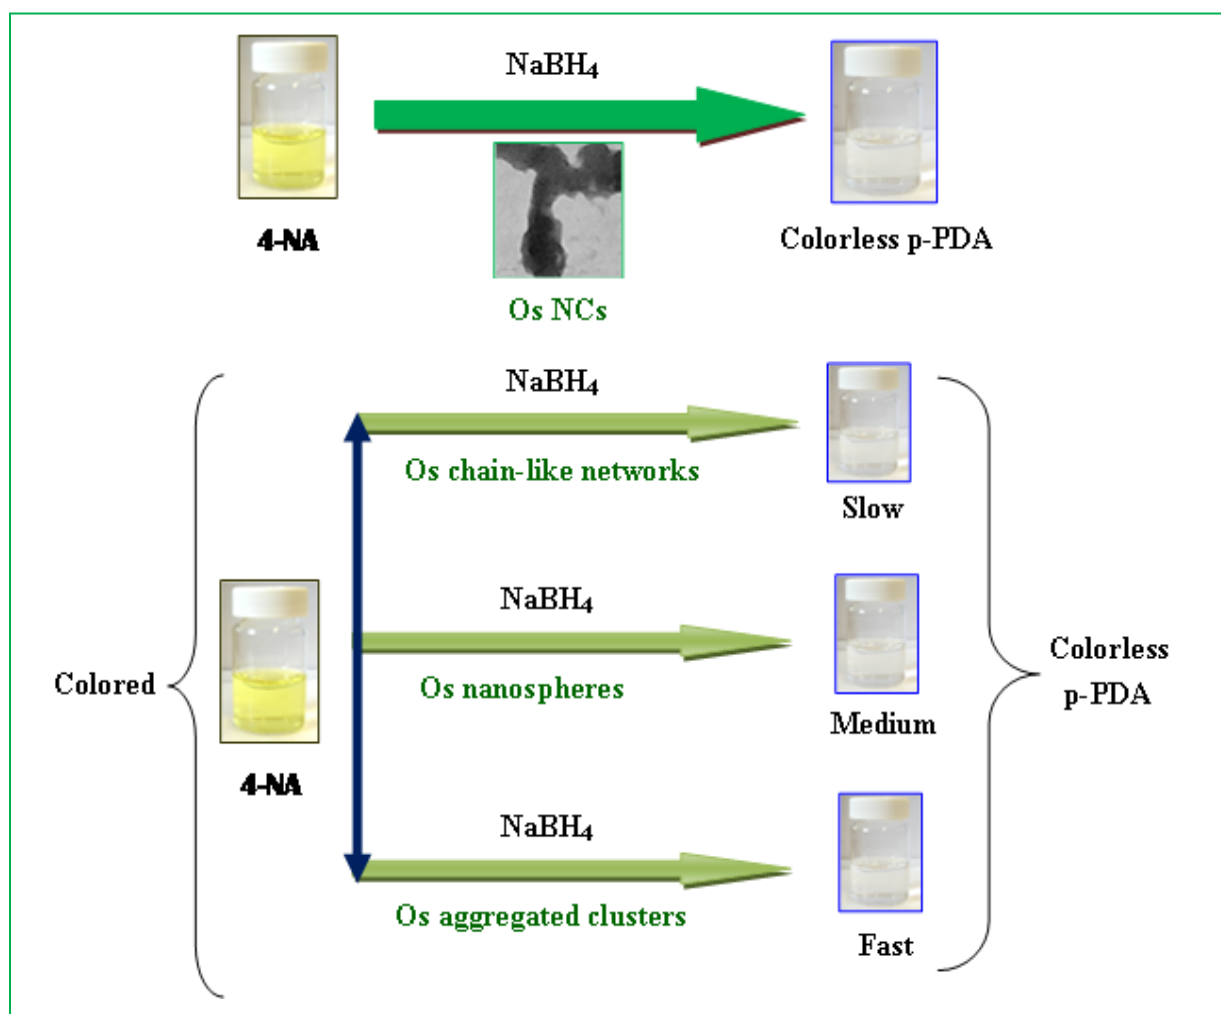 NaBH₄
4-NA
Colorless p-PDA
Os NCs
NaBH₄
Os chain-like networks
Slow
NaBH₄
Os nanospheres
Medium
Colored
4-NA
Colorless
p-PDA
NaBH₄
Os aggregated clusters
Fast